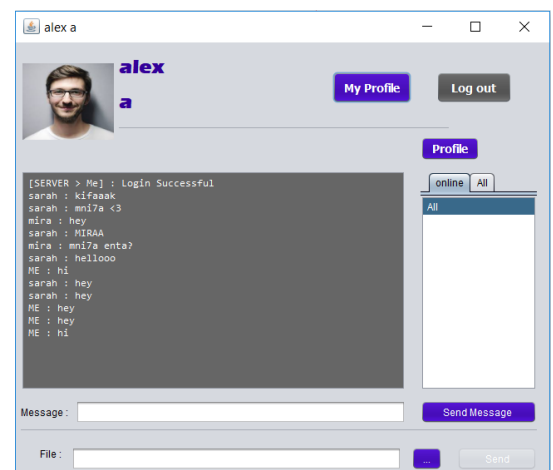 alex a
alex
a
My Profile
Log out
Profile
online All
[SERVER > Me] : Login Successful
sarah : kifaaak
sarah : mni7a <3
mira : hey
sarah : MIRAA
mira : mni7a enta?
sarah : hellooo
ME : hi
sarah : hey
sarah : hey
ME : hey
ME : hey
ME : hi
All
Message :
Send Message
File :
...
Send